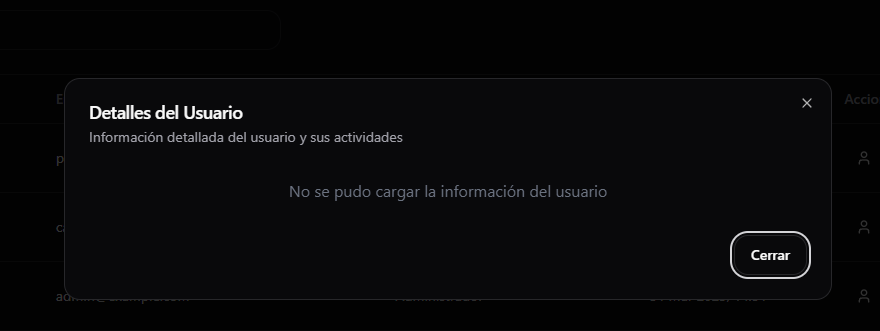 Detalles del Usuario
Información detallada del usuario y sus actividades
No se pudo cargar la información del usuario
Cerrar